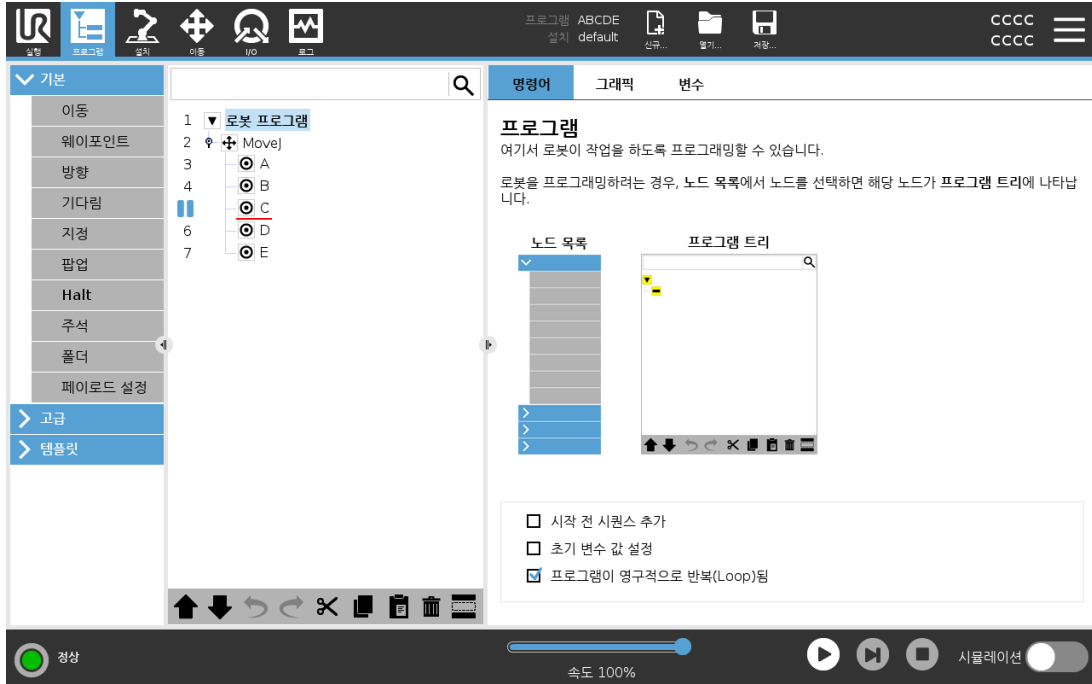 실행
프로그램
설치
이동
I/O
로그
프로그램 ABCDE
설치 default
신규...
열기...
저장...
CCCC
CCCC
기본
이동
웨이포인트
방향
기다림
지정
팝업
Halt
주석
폴더
페이로드 설정
고급
템플릿
1 로봇 프로그램
2 MoveJ
3 A
4 B
C
6 D
7 E
명령어 그래픽 변수
프로그램
여기서 로봇이 작업을 하도록 프로그래밍할 수 있습니다.
로봇을 프로그래밍하려는 경우, 노드 목록에서 노드를 선택하면 해당 노드가 프로그램 트리에 나타납
니다.
노드 목록
프로그램 트리
시작 전 시퀀스 추가
초기 변수 값 설정
프로그램이 영구적으로 반복(Loop)됨
정상
속도 100%
시뮬레이션